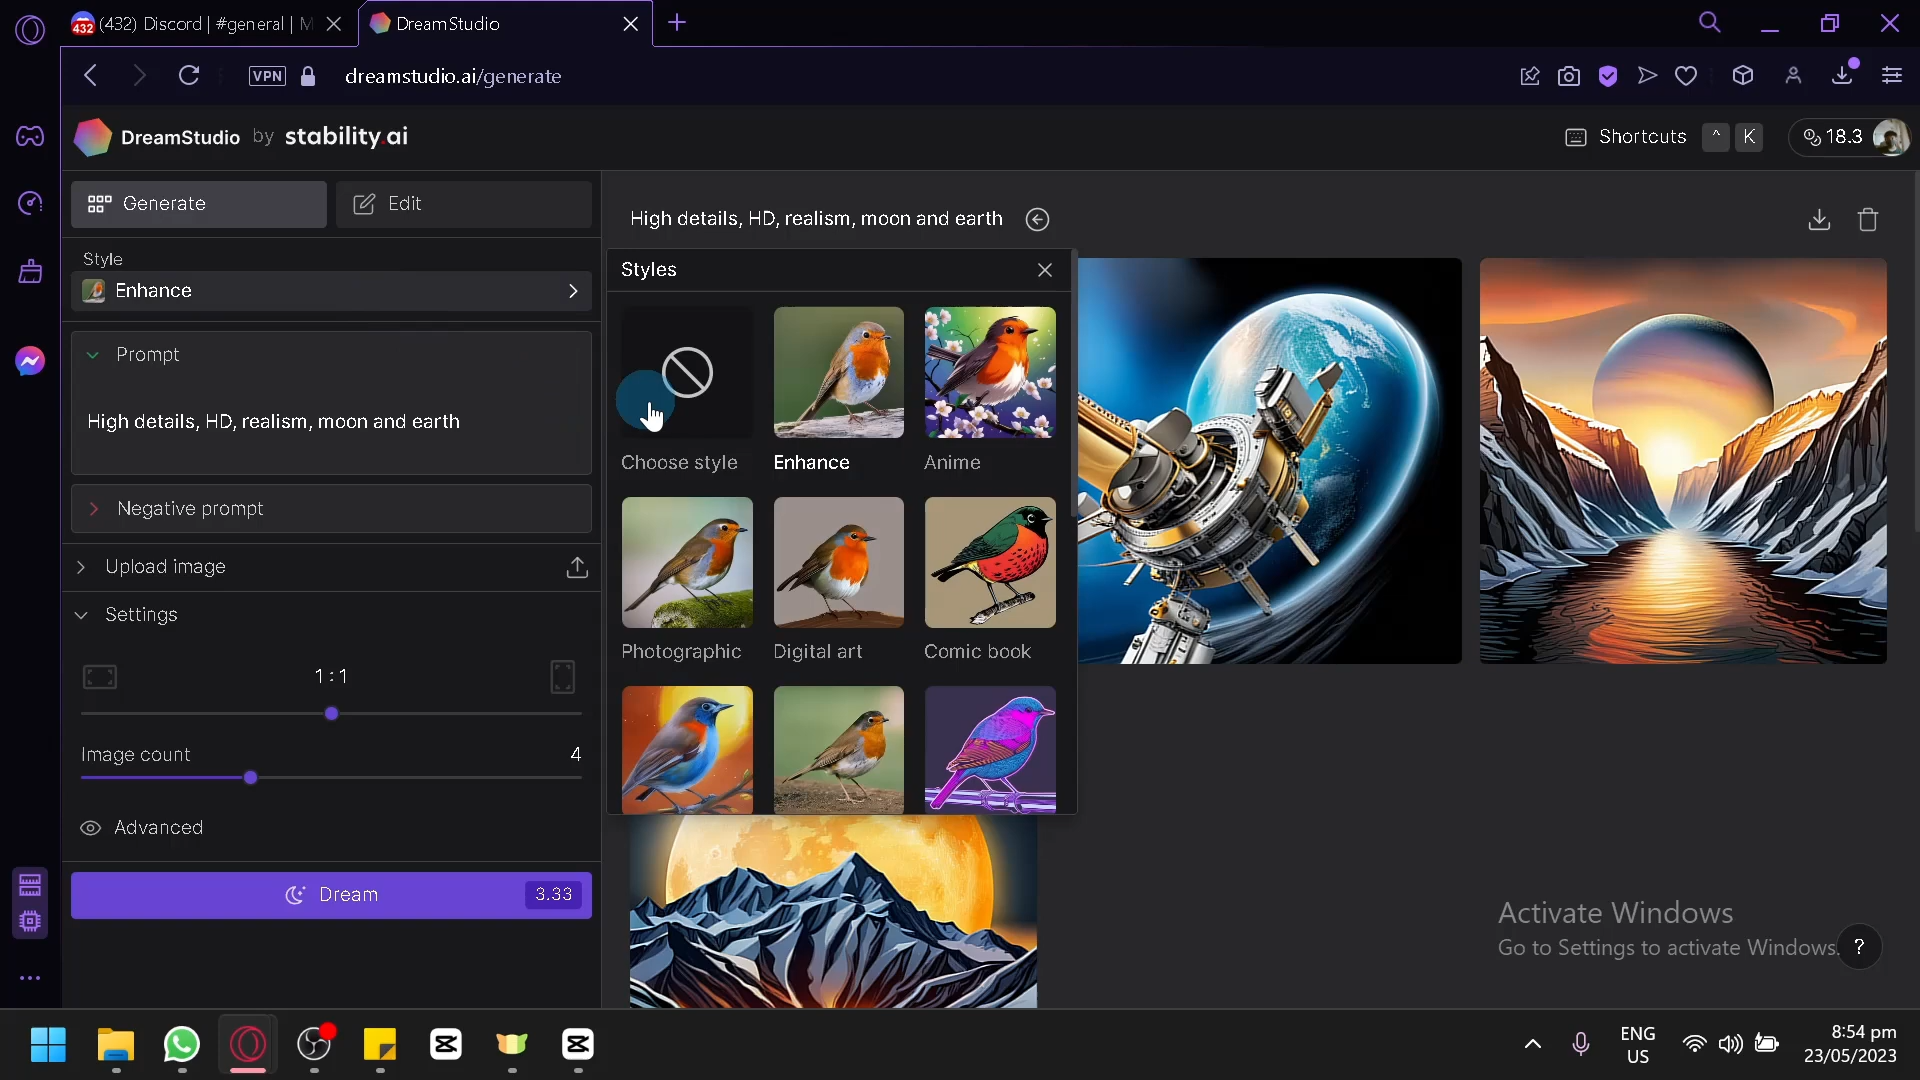 432
(432) Discord | #general | M
DreamStudio
VPN
dreamstudio.ai/generate
DreamStudio by stability.ai
Shortcuts ^ K
18.3
Generate
Edit
Style
Enhance
Prompt
High details, HD, realism, moon and earth
Negative prompt
Upload image
Settings
1:1
Image count 4
Advanced
Dream 3.33
High details, HD, realism, moon and earth
Styles
Choose style
Enhance
Anime
Photographic
Digital art
Comic book
Activate Windows
Go to Settings to activate Windows.
?
ENG
US
8:54 pm
23/05/2023